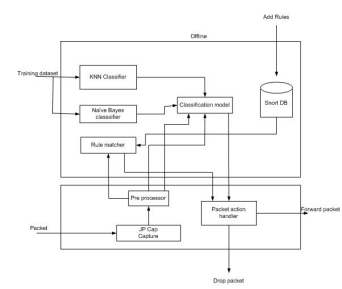 Add Rules
Offline
Training dataset
KNN Classifier
Naïve Bayes
classifier
Classification model
Snort DB
Rule matcher
Pre processor
Packet action
handler
Forward packet
Packet
JP Cap
Capture
Drop packet